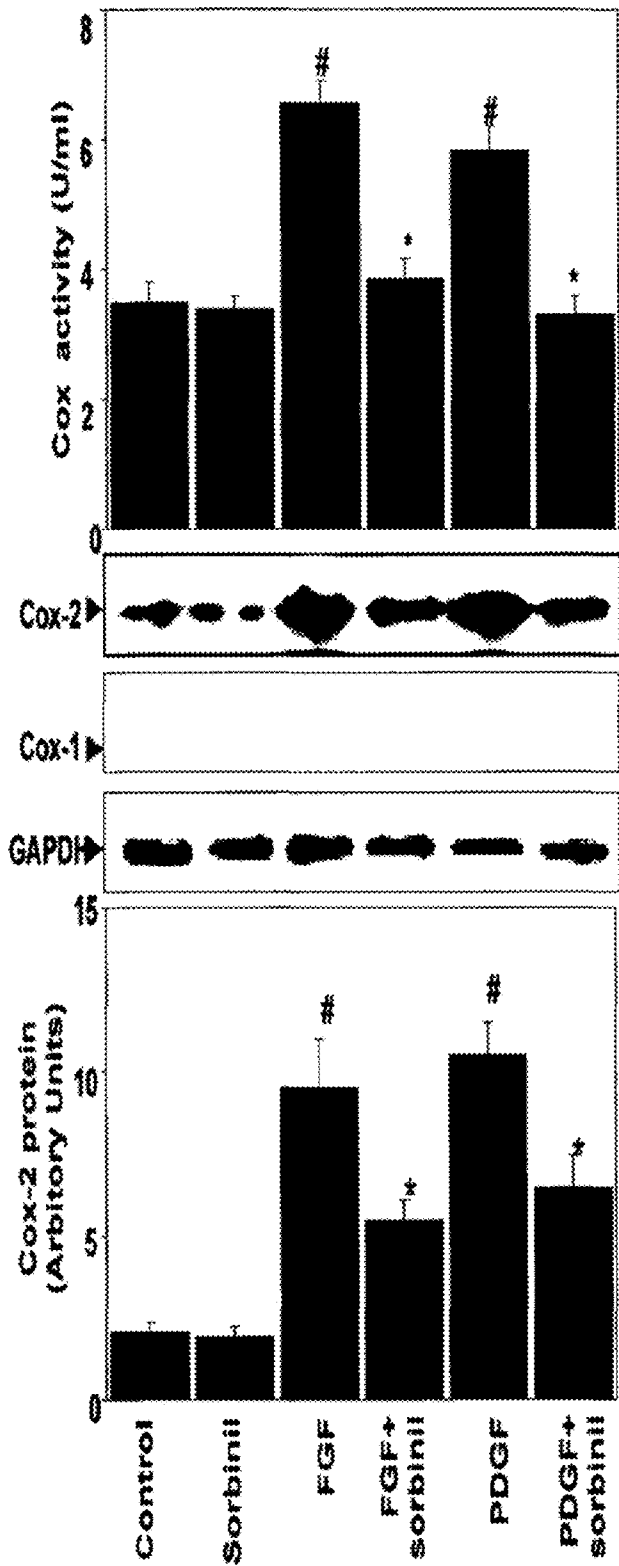 Cox activity (U/ml)
8
6
4
2
0
#
*
#
*
Cox-2
Cox-1
GAPDH
Cox-2 protein
(Arbitory Units)
15
10
5
0
#
*
#
*
Control
Sorbinil
FGF
FGF+
sorbinil
PDGF
PDGF+
sorbinil